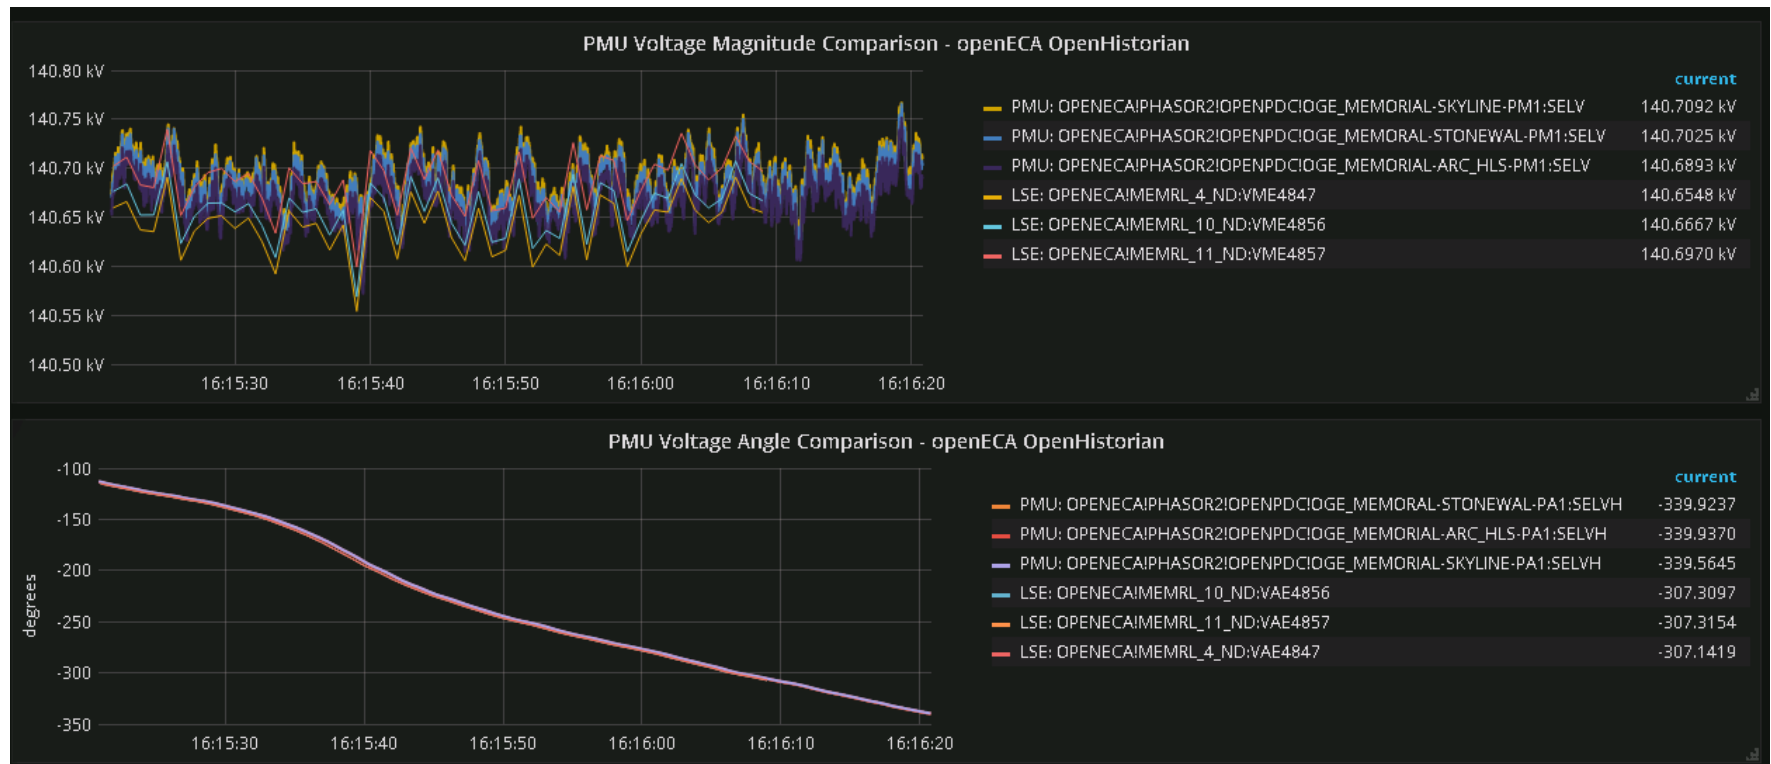 PMU Voltage Magnitude Comparison - openECA OpenHistorian
140.80 kV
140.75 kV
140.70 kV
140.65 kV
140.60 kV
140.55 kV
140.50 kV
16:15:30 16:15:40 16:15:50 16:16:00 16:16:10 16:16:20
current
PMU: OPENECA!PHASOR2!OPENPDC!OGE_MEMORIAL-SKYLINE-PM1:SELV 140.7092 kV
PMU: OPENECA!PHASOR2!OPENPDC!OGE_MEMORAL-STONEWAL-PM1:SELV 140.7025 kV
PMU: OPENECA!PHASOR2!OPENPDC!OGE_MEMORIAL-ARC_HLS-PM1:SELV 140.6893 kV
LSE: OPENECA!MEMRL_4_ND:VME4847 140.6548 kV
LSE: OPENECA!MEMRL_10_ND:VME4856 140.6667 kV
LSE: OPENECA!MEMRL_11_ND:VME4857 140.6970 kV
PMU Voltage Angle Comparison - openECA OpenHistorian
degrees
-100
-150
-200
-250
-300
-350
16:15:30 16:15:40 16:15:50 16:16:00 16:16:10 16:16:20
current
PMU: OPENECA!PHASOR2!OPENPDC!OGE_MEMORAL-STONEWAL-PA1:SELVH -339.9237
PMU: OPENECA!PHASOR2!OPENPDC!OGE_MEMORIAL-ARC_HLS-PA1:SELVH -339.9370
PMU: OPENECA!PHASOR2!OPENPDC!OGE_MEMORIAL-SKYLINE-PA1:SELVH -339.5645
LSE: OPENECA!MEMRL_10_ND:VAE4856 -307.3097
LSE: OPENECA!MEMRL_11_ND:VAE4857 -307.3154
LSE: OPENECA!MEMRL_4_ND:VAE4847 -307.1419